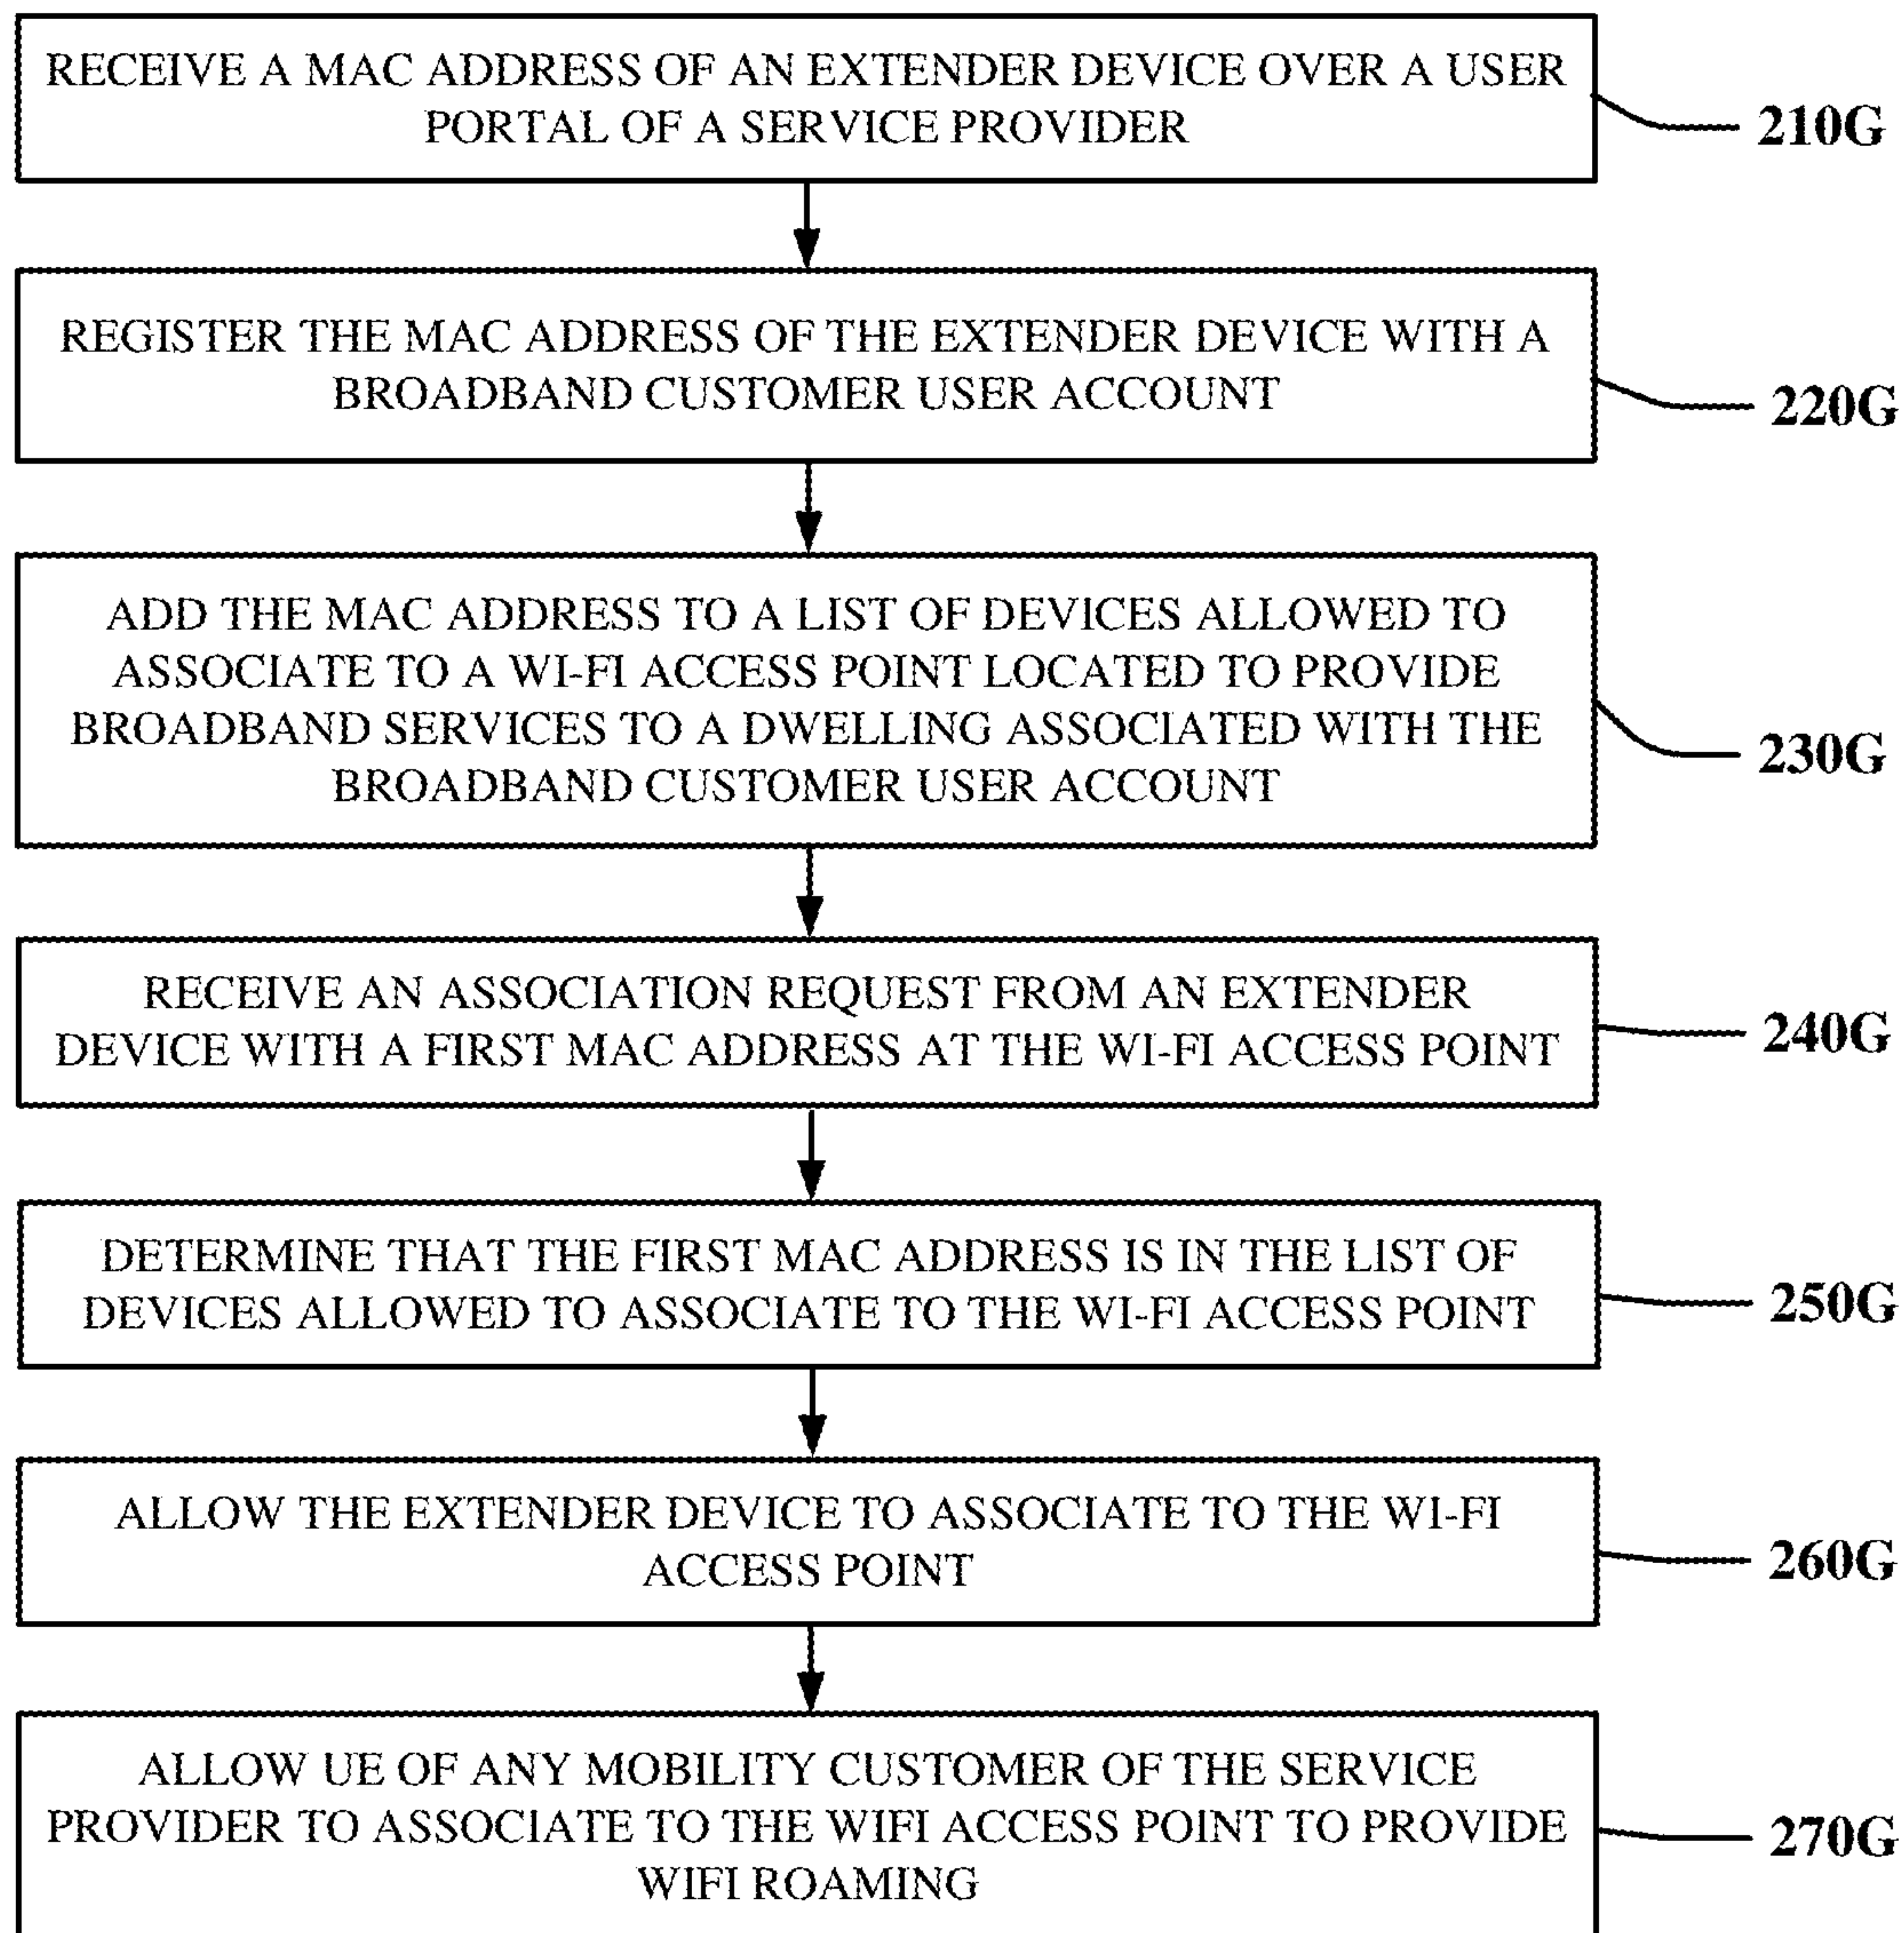 RECEIVE A MAC ADDRESS OF AN EXTENDER DEVICE OVER A USER
PORTAL OF A SERVICE PROVIDER
210G
REGISTER THE MAC ADDRESS OF THE EXTENDER DEVICE WITH A
BROADBAND CUSTOMER USER ACCOUNT
220G
ADD THE MAC ADDRESS TO A LIST OF DEVICES ALLOWED TO
ASSOCIATE TO A WI-FI ACCESS POINT LOCATED TO PROVIDE
BROADBAND SERVICES TO A DWELLING ASSOCIATED WITH THE
BROADBAND CUSTOMER USER ACCOUNT
230G
RECEIVE AN ASSOCIATION REQUEST FROM AN EXTENDER
DEVICE WITH A FIRST MAC ADDRESS AT THE WI-FI ACCESS POINT
240G
DETERMINE THAT THE FIRST MAC ADDRESS IS IN THE LIST OF
DEVICES ALLOWED TO ASSOCIATE TO THE WI-FI ACCESS POINT
250G
ALLOW THE EXTENDER DEVICE TO ASSOCIATE TO THE WI-FI
ACCESS POINT
260G
ALLOW UE OF ANY MOBILITY CUSTOMER OF THE SERVICE
PROVIDER TO ASSOCIATE TO THE WIFI ACCESS POINT TO PROVIDE
WIFI ROAMING
270G